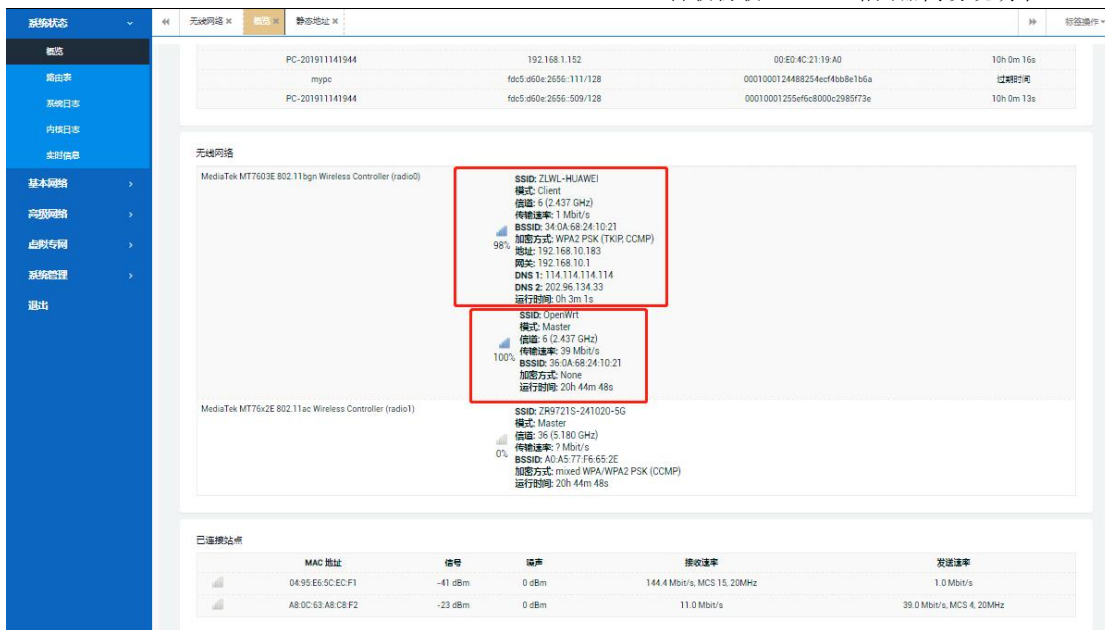 系统状态
无线网络 ×
概览 ×
静态地址 ×
标签操作
概览
路由表
系统日志
内核日志
实时信息
基本网络
高级网络
虚拟专网
系统管理
退出
PC-201911141944 192.168.1.152 00:E0:4C:21:19:A0 10h 0m 16s
mypc fdc5:d60e:2656::111/128 0001000124488254ecf4bb8e1b6a 过期时间
PC-201911141944 fdc5:d60e:2656::509/128 00010001255ef6c8000c2985f73e 10h 0m 13s
无线网络
MediaTek MT7603E 802.11bgn Wireless Controller (radio0)
98%
SSID: ZLWL-HUAWEI
模式: Client
信道: 6 (2.437 GHz)
传输速率: 1 Mbit/s
BSSID: 34:0A:68:24:10:21
加密方式: WPA2 PSK (TKIP, CCMP)
地址: 192.168.10.183
网关: 192.168.10.1
DNS 1: 114.114.114.114
DNS 2: 202.96.134.33
运行时间: 0h 3m 1s
100%
SSID: OpenWrt
模式: Master
信道: 6 (2.437 GHz)
传输速率: 39 Mbit/s
BSSID: 36:0A:68:24:10:21
加密方式: None
运行时间: 20h 44m 48s
MediaTek MT76x2E 802.11ac Wireless Controller (radio1)
0%
SSID: ZR9721S-241020-5G
模式: Master
信道: 36 (5.180 GHz)
传输速率: ? Mbit/s
BSSID: A0:A5:77:F6:65:2E
加密方式: mixed WPA/WPA2 PSK (CCMP)
运行时间: 20h 44m 48s
已连接站点
MAC 地址 信号 噪声 接收速率 发送速率
04:95:E6:5C:EC:F1 -41 dBm 0 dBm 144.4 Mbit/s, MCS 15, 20MHz 1.0 Mbit/s
A8:0C:63:A8:C8:F2 -23 dBm 0 dBm 11.0 Mbit/s 39.0 Mbit/s, MCS 4, 20MHz